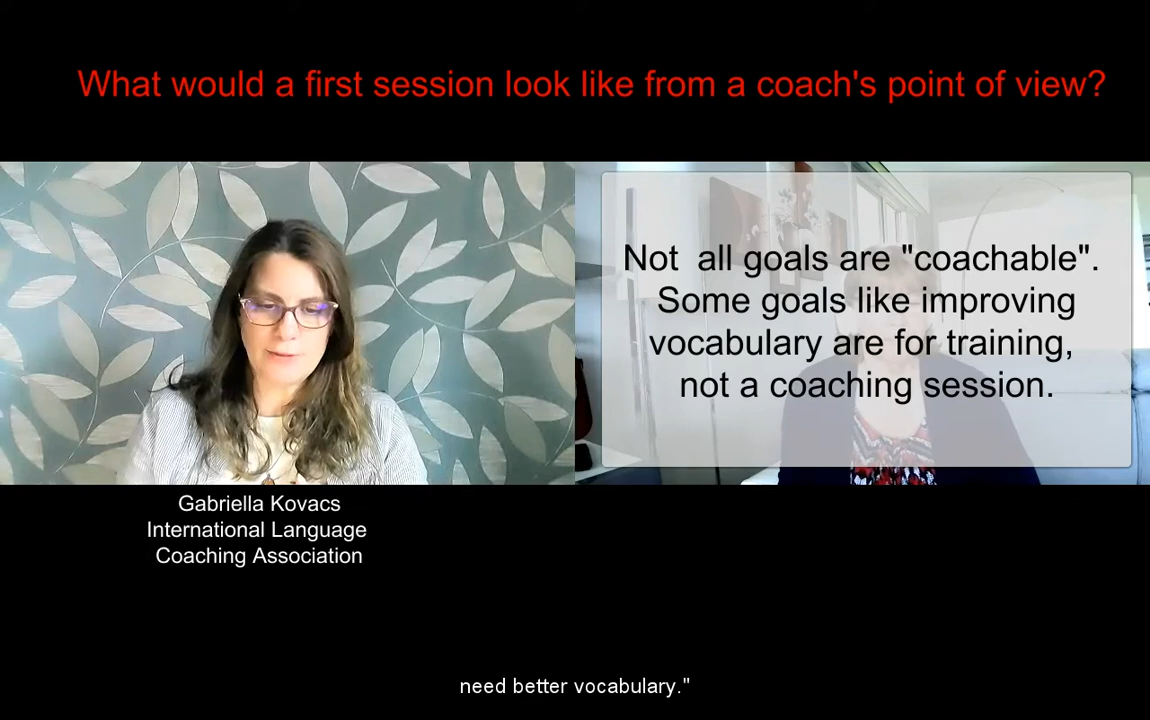 What would a first session look like from a coach's point of view?
Not all goals are "coachable".
Some goals like improving
vocabulary are for training,
not a coaching session.
Gabriella Kovacs
International Language
Coaching Association
need better vocabulary."